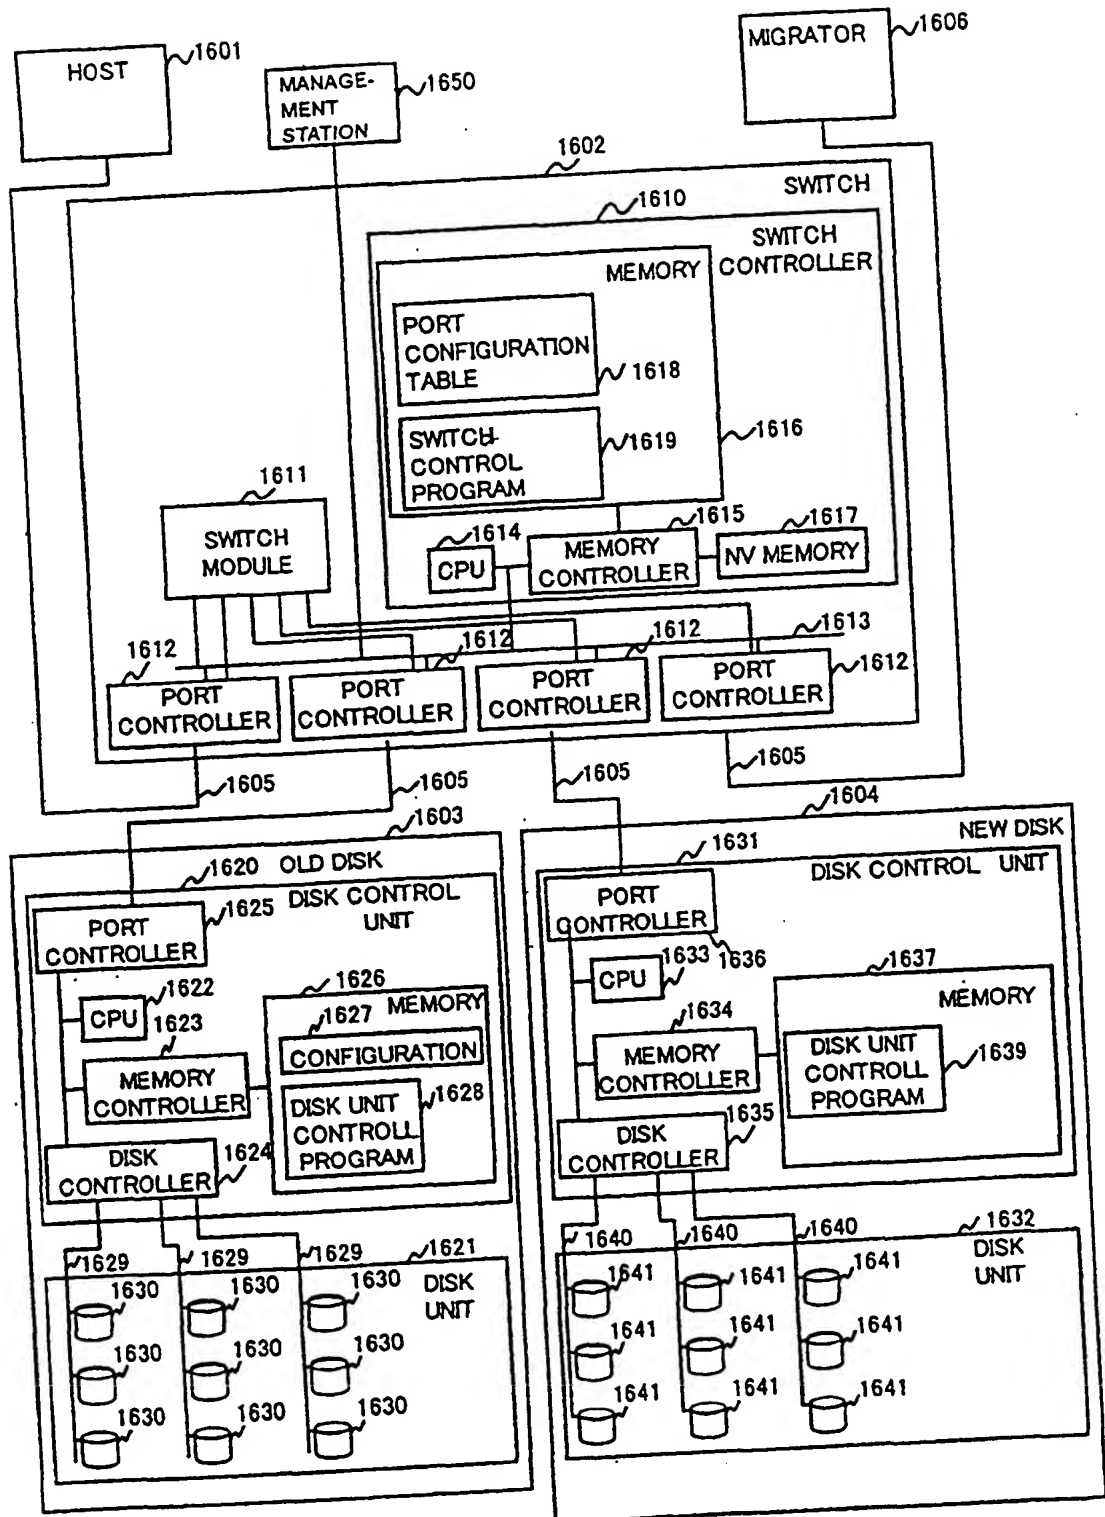 HOST
1601
MANAGE-
MENT
STATION
1650
MIGRATOR
1606
1602
SWITCH
1610
SWITCH
CONTROLLER
MEMORY
PORT
CONFIGURATION
TABLE
1618
SWITCH-
CONTROL
PROGRAM
1619
1616
1611
SWITCH
MODULE
1614
CPU
1615
MEMORY
CONTROLLER
1617
NV MEMORY
1613
1612
PORT
CONTROLLER
1612
PORT
CONTROLLER
1612
PORT
CONTROLLER
1612
PORT
CONTROLLER
1605
1605
1605
1605
1603
OLD DISK
1620
DISK CONTROL
UNIT
PORT
CONTROLLER
1625
CPU
1622
1623
MEMORY
CONTROLLER
1626
MEMORY
1627
CONFIGURATION
DISK UNIT
CONTROLL
PROGRAM
1628
DISK
CONTROLLER
1624
1629
1629
1629
1621
DISK
UNIT
1630
1630
1630
1630
1630
1630
1630
1630
1630
1604
NEW DISK
1631
DISK CONTROL UNIT
PORT
CONTROLLER
1636
CPU
1633
1634
MEMORY
CONTROLLER
1637
MEMORY
DISK UNIT
CONTROLL
PROGRAM
1639
DISK
CONTROLLER
1635
1640
1640
1640
1632
DISK
UNIT
1641
1641
1641
1641
1641
1641
1641
1641
1641